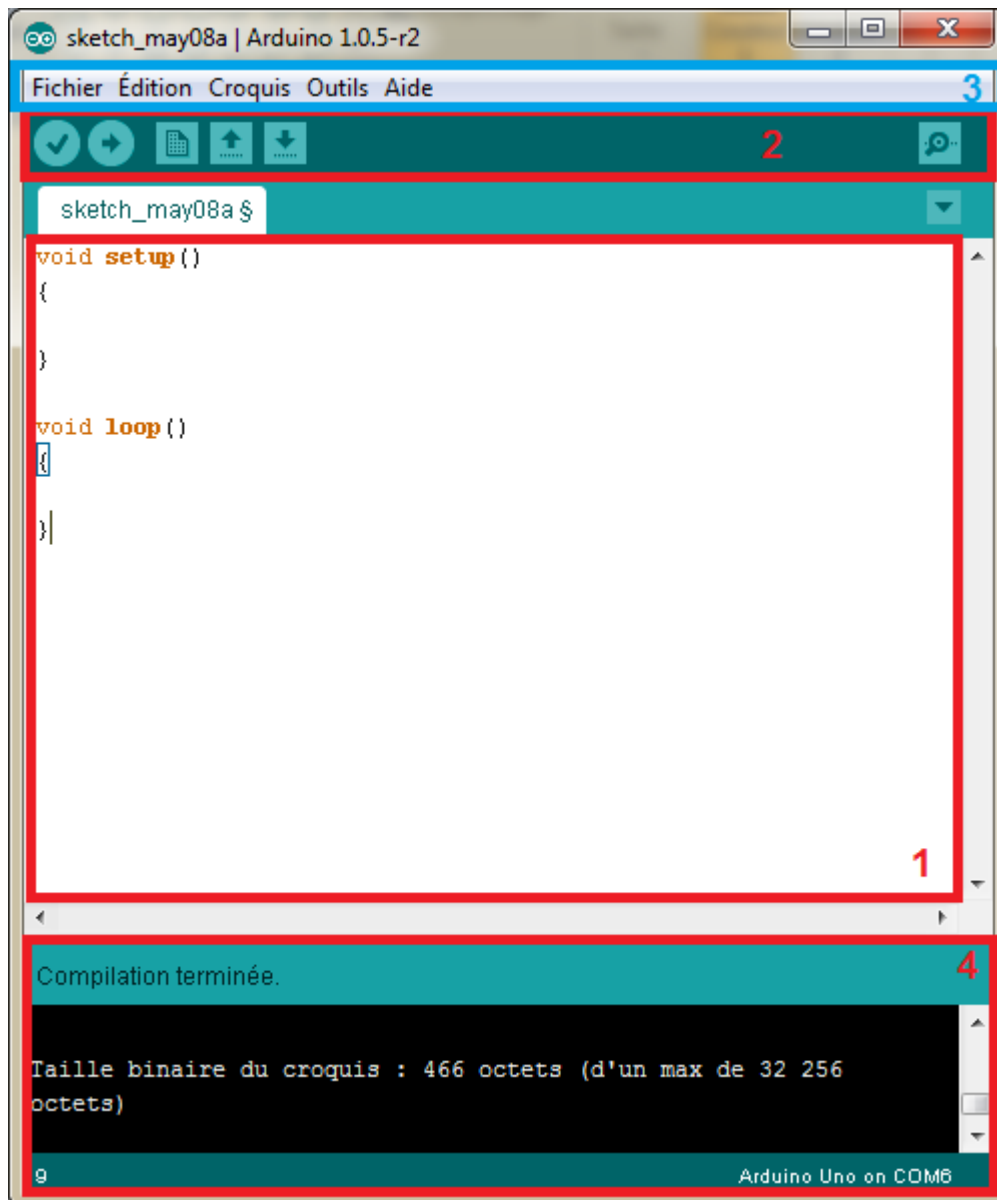 sketch_may08a | Arduino 1.0.5-r2
Fichier Édition Croquis Outils Aide
3
2
sketch_may08a §
void setup()
{
}
void loop()
{
}
1
4
Compilation terminée.
Taille binaire du croquis : 466 octets (d'un max de 32 256
octets)
9
Arduino Uno on COM6